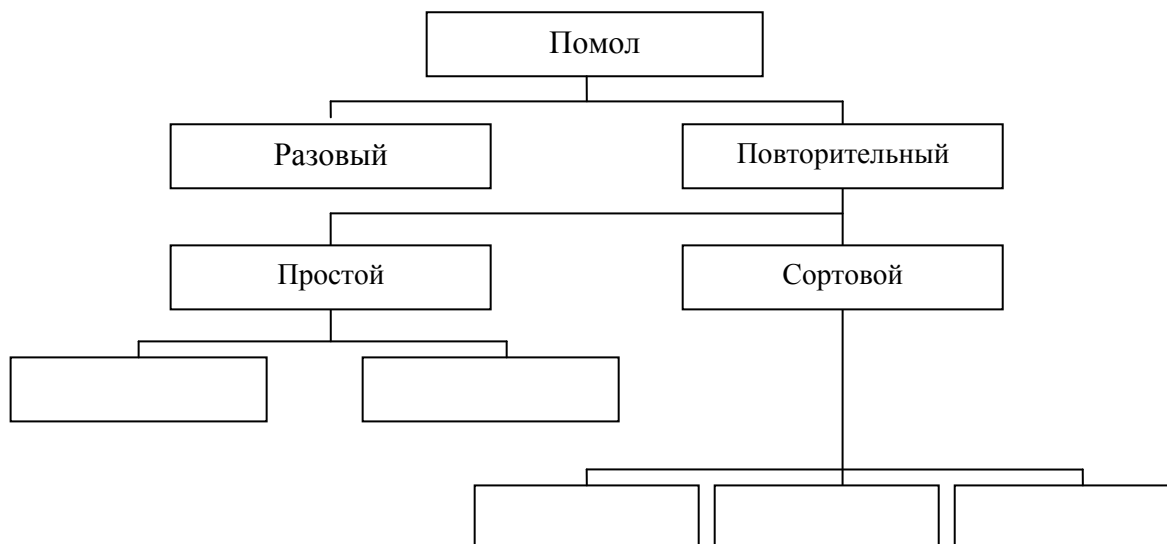 Помол
Разовый
Повторительный
Простой
Сортовой